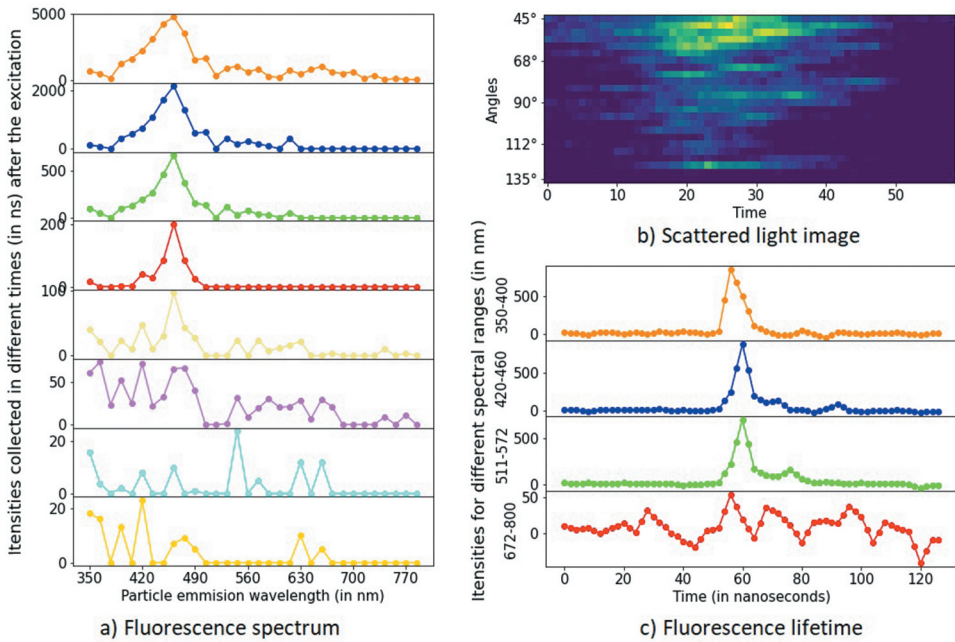 Itensities collected in different times (in ns) after the excitation
5000
0
2000
0
500
0
200
0
100
0
50
0
20
0
20
0
350 420 490 560 630 700 770
Particle emmision wavelength (in nm)
a) Fluorescence spectrum
Angles
45°
68°
90°
112°
135°
0 10 20 30 40 50
Time
b) Scattered light image
Itensities for different spectral ranges (in nm)
350-400
500
0
420-460
500
0
511-572
500
0
672-800
50
0
0 20 40 60 80 100 120
Time (in nanoseconds)
c) Fluorescence lifetime